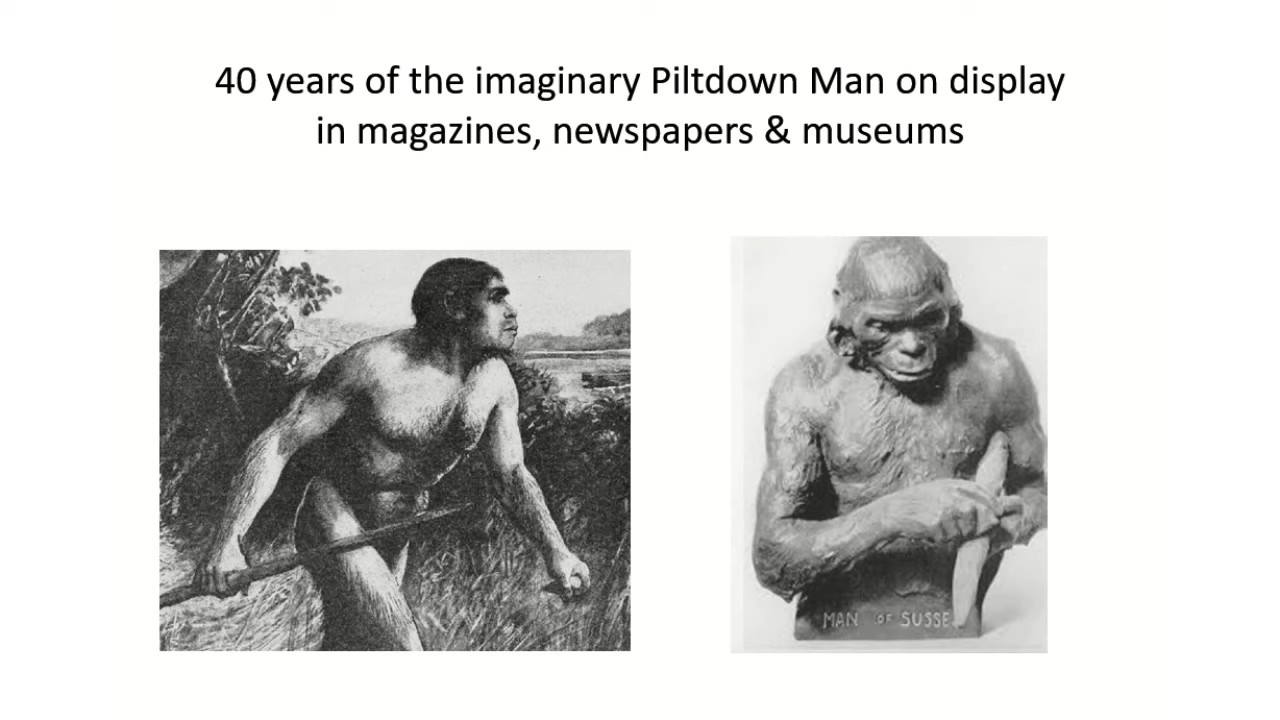 40 years of the imaginary Piltdown Man on display
in magazines, newspapers & museums
MAN OF SUSSE